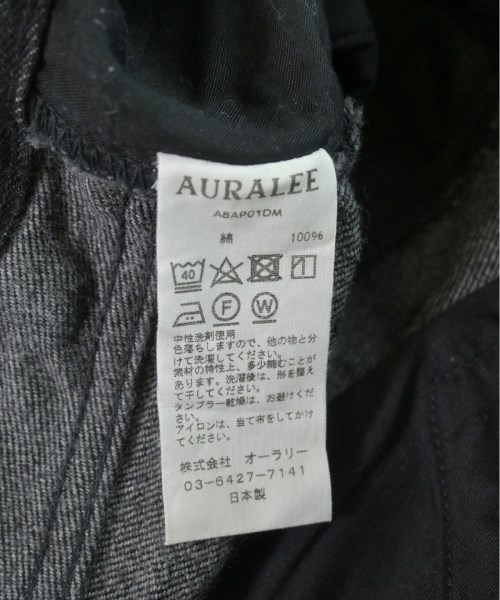 AURALEE
A8AP01DM
綿 100%
40
F W
中性洗剤使用
色落ちしますので、他の物と分
けて洗濯してください。
素材の特性上、多少縮むことが
あります。洗濯後は、形を整え
て干してください。
タンブラー乾燥は、お避けくだ
さい。
アイロンは、当て布をしてかけ
てください。
株式会社 オーラリー
03-6427-7141
日本製